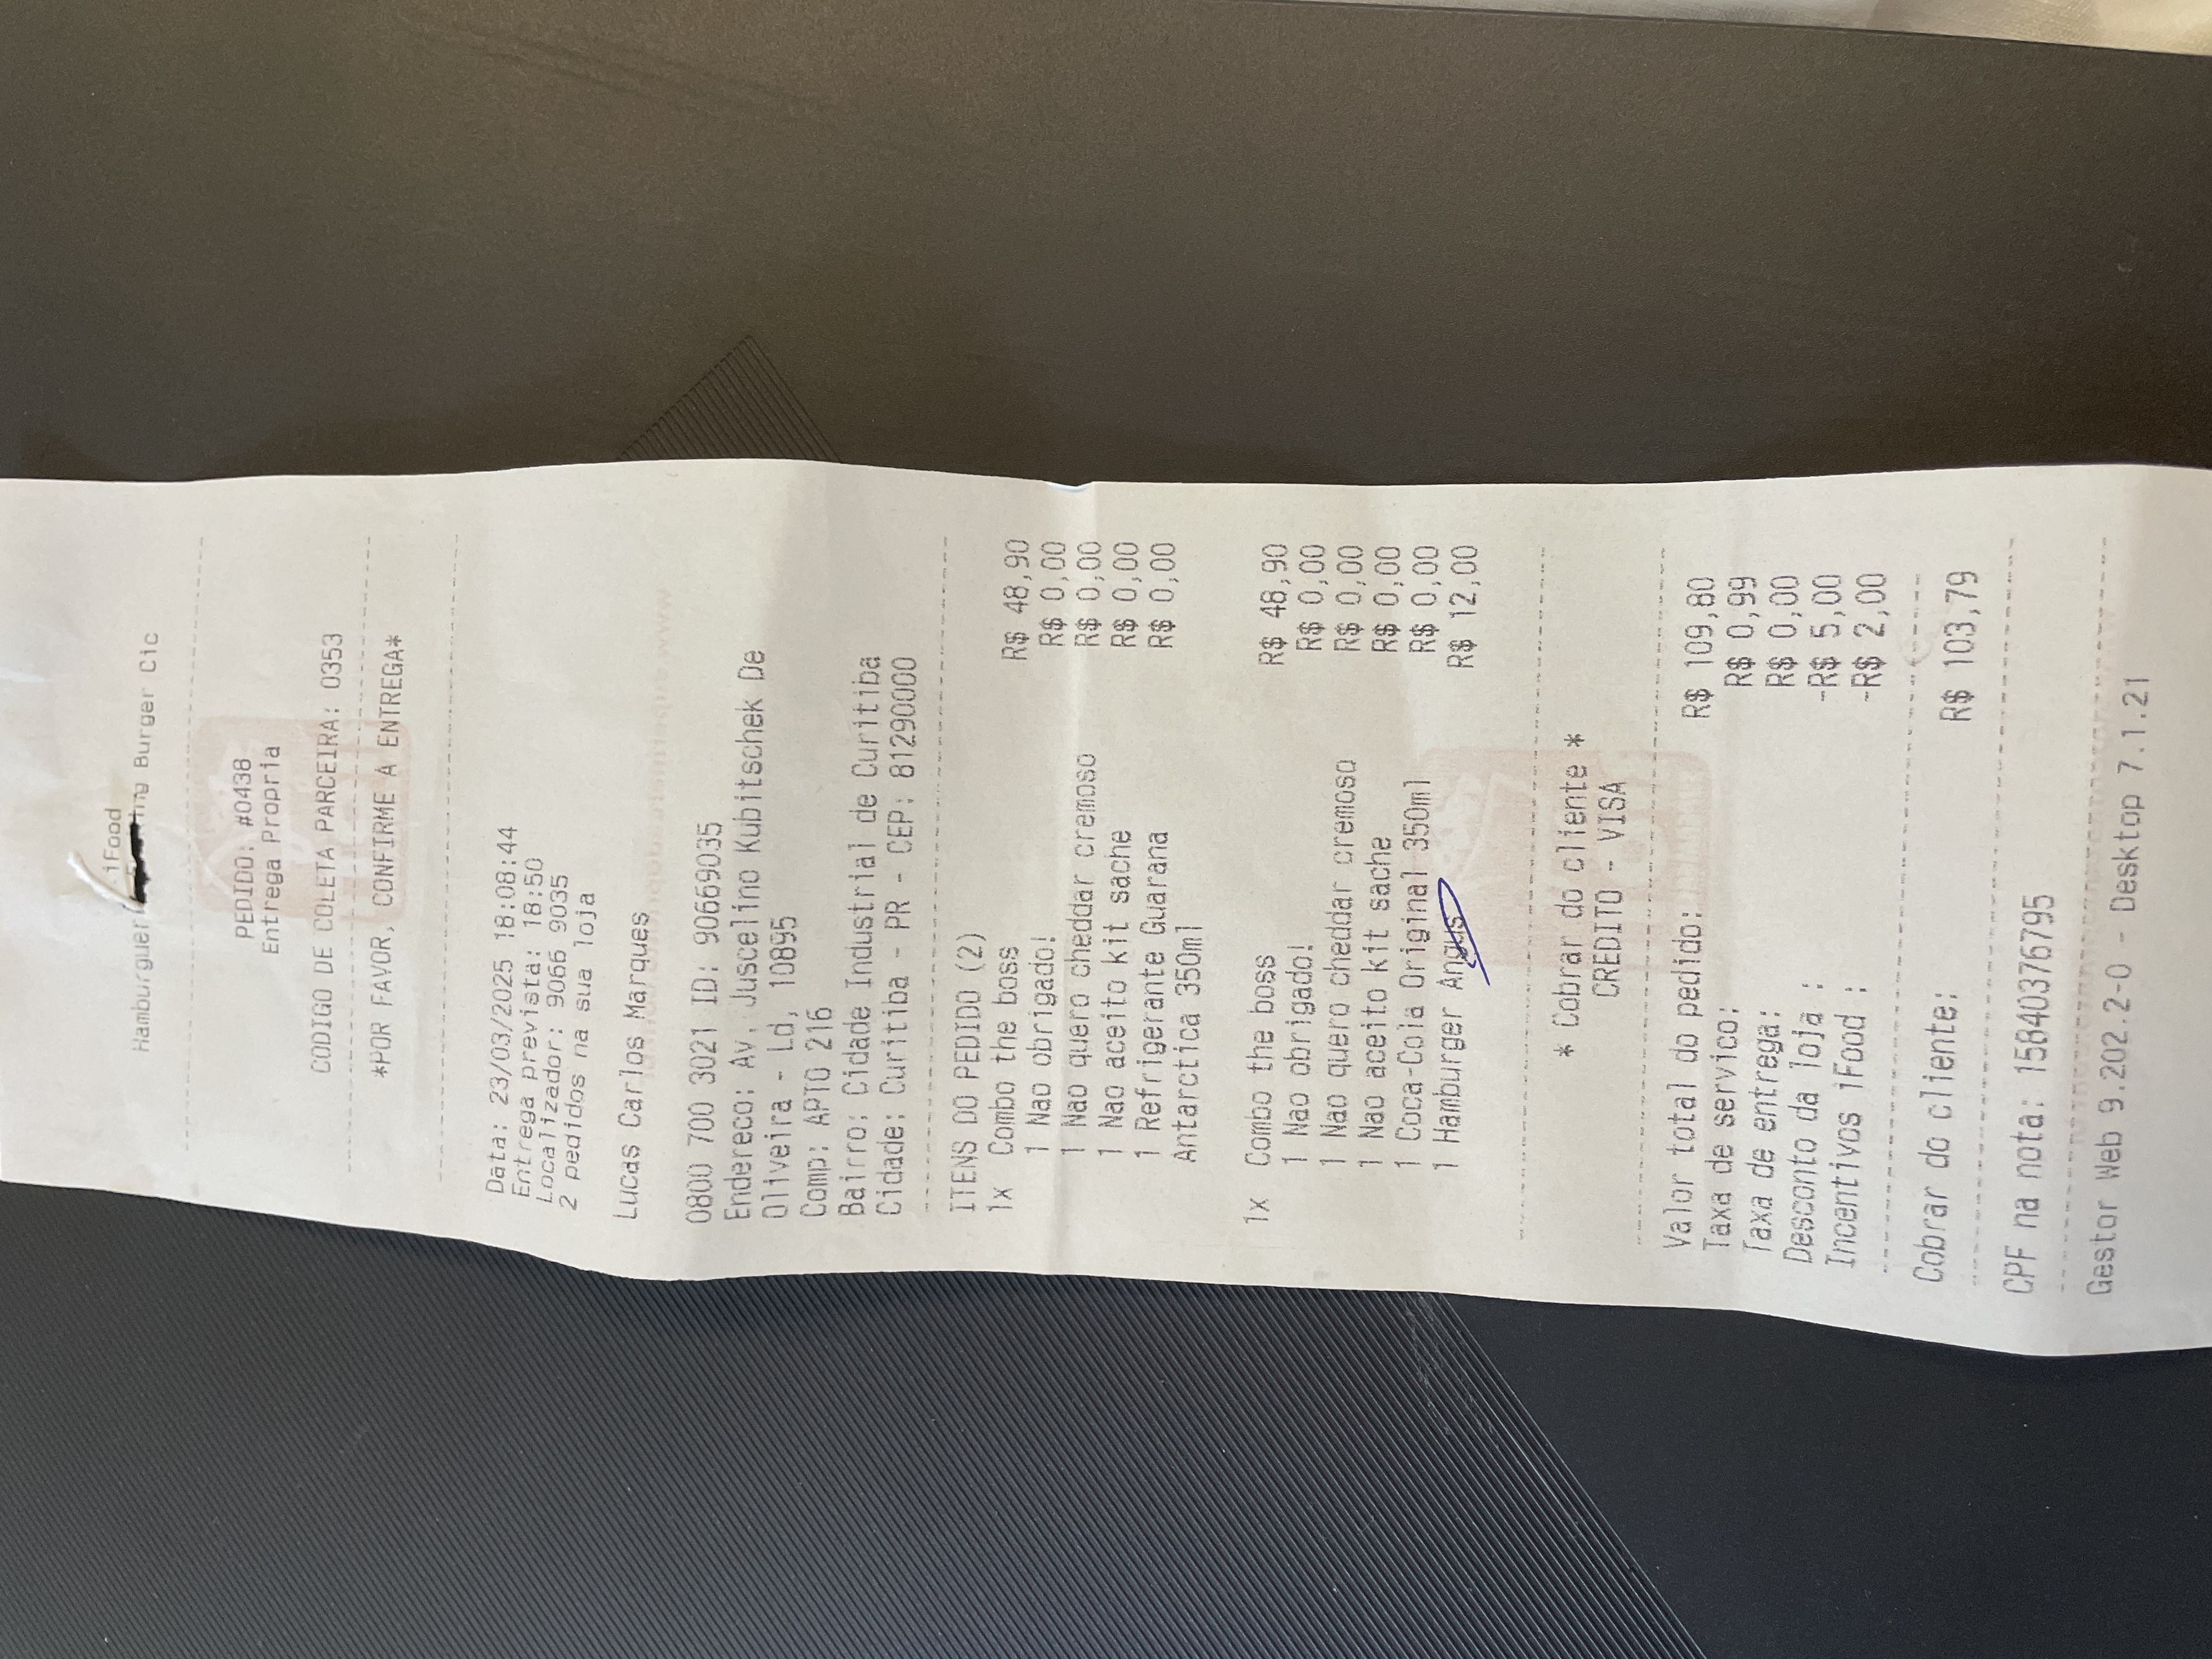 iFood
Hamburguer Burger Cic
PEDIDO: #0438
Entrega Propria
CODIGO DE COLETA PARCEIRA: 0353
*POR FAVOR, CONFIRME A ENTREGA*
Data: 23/03/2025 18:08:44
Entrega prevista: 18:50
Localizador: 9066 9035
2 pedidos na sua loja
Lucas Carlos Marques
0800 700 3021 ID: 90669035
Endereco: Av. Juscelino Kubitschek De
Oliveira - Ld, 10895
Comp: APTO 216
Bairro: Cidade Industrial de Curitiba
Cidade: Curitiba - PR - CEP: 81290000
ITENS DO PEDIDO (2)
1x Combo the boss R$ 48,90
1 Nao obrigado! R$ 0,00
1 Nao quero cheddar cremoso R$ 0,00
1 Nao aceito kit sache R$ 0,00
1 Refrigerante Guarana R$ 0,00
Antarctica 350ml
1x Combo the boss R$ 48,90
1 Nao obrigado! R$ 0,00
1 Nao quero cheddar cremoso R$ 0,00
1 Nao aceito kit sache R$ 0,00
1 Coca-Cola Original 350ml R$ 0,00
1 Hamburger Angus R$ 12,00
* Cobrar do cliente *
CREDITO - VISA
Valor total do pedido: R$ 109,80
Taxa de servico: R$ 0,99
Taxa de entrega: R$ 0,00
Desconto da loja : -R$ 5,00
Incentivos iFood : -R$ 2,00
Cobrar do cliente: R$ 103,79
CPF na nota: 15840376795
Gestor Web 9.202.2-0 - Desktop 7.1.21